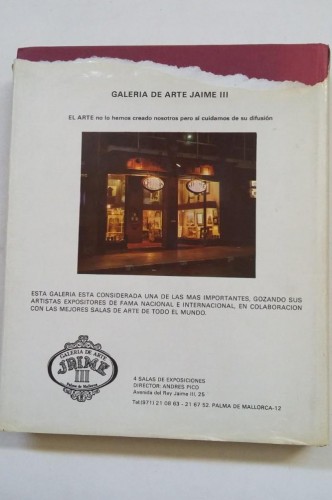 GALERIA DE ARTE JAIME III
EL ARTE no lo hemos creado nosotros pero si cuidamos de su difusión
ESTA GALERIA ESTA CONSIDERADA UNA DE LAS MAS IMPORTANTES, GOZANDO SUS
ARTISTAS EXPOSITORES DE FAMA NACIONAL E INTERNACIONAL, EN COLABORACION
CON LAS MEJORES SALAS DE ARTE DE TODO EL MUNDO.
GALERIA DE ARTE
JAIME
III
Palma de Mallorca
4 SALAS DE EXPOSICIONES
DIRECTOR: ANDRES PICO
Avenida del Rey Jaime III, 25
Tel:(971) 21 08 63 - 21 67 52. PALMA DE MALLORCA-12